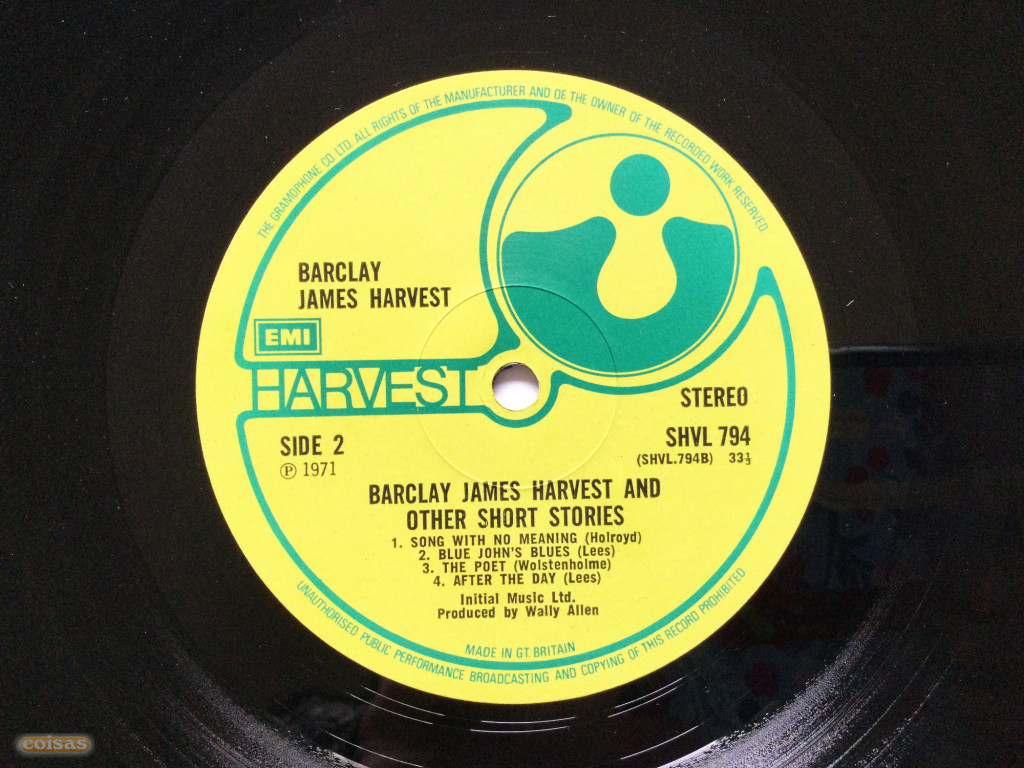 THE GRAMOPHONE CO LTD. ALL RIGHTS OF THE MANUFACTURER AND OE THE OWNER OF THE RECORDED WORK RESERVED
BARCLAY
JAMES HARVEST
EMI
HARVEST
STEREO
SIDE 2
SHVL 794
Ⓟ 1971
(SHVL.794B) 33⅓
BARCLAY JAMES HARVEST AND
OTHER SHORT STORIES
1. SONG WITH NO MEANING (Holroyd)
2. BLUE JOHN'S BLUES (Lees)
3. THE POET (Wolstenholme)
4. AFTER THE DAY (Lees)
Initial Music Ltd.
Produced by Wally Allen
MADE IN GT. BRITAIN
UNAUTHORISED PUBLIC PERFORMANCE BROADCASTING AND COPYING OF THIS RECORD PROHIBITED
coisas